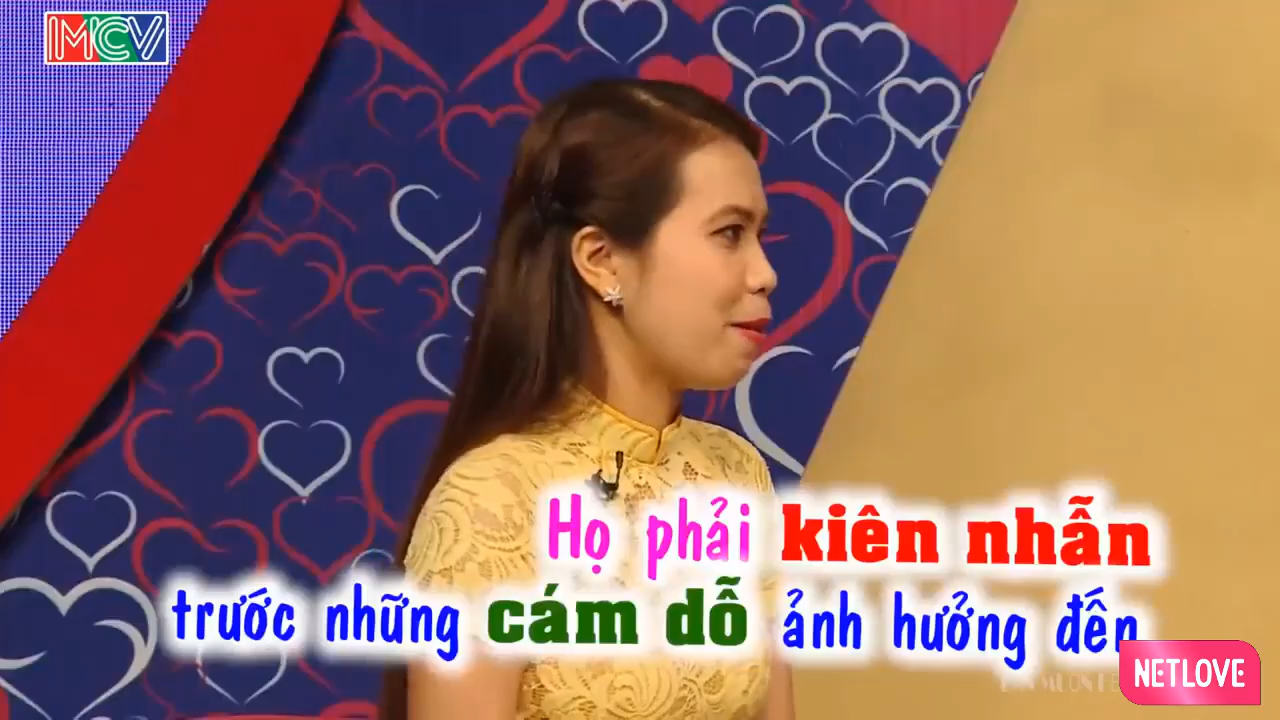 MCV
Họ phải kiên nhẫn
trước những cám dỗ ảnh hưởng đến
NETLOVE